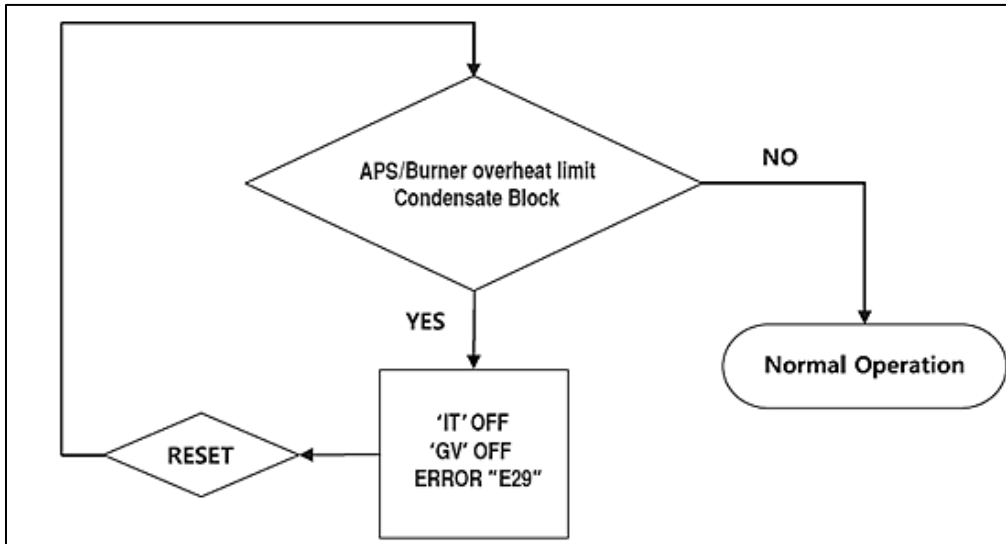 APS/Burner overheat limit
Condensate Block
NO
YES
Normal Operation
‘IT’ OFF
‘GV’ OFF
ERROR “E29”
RESET